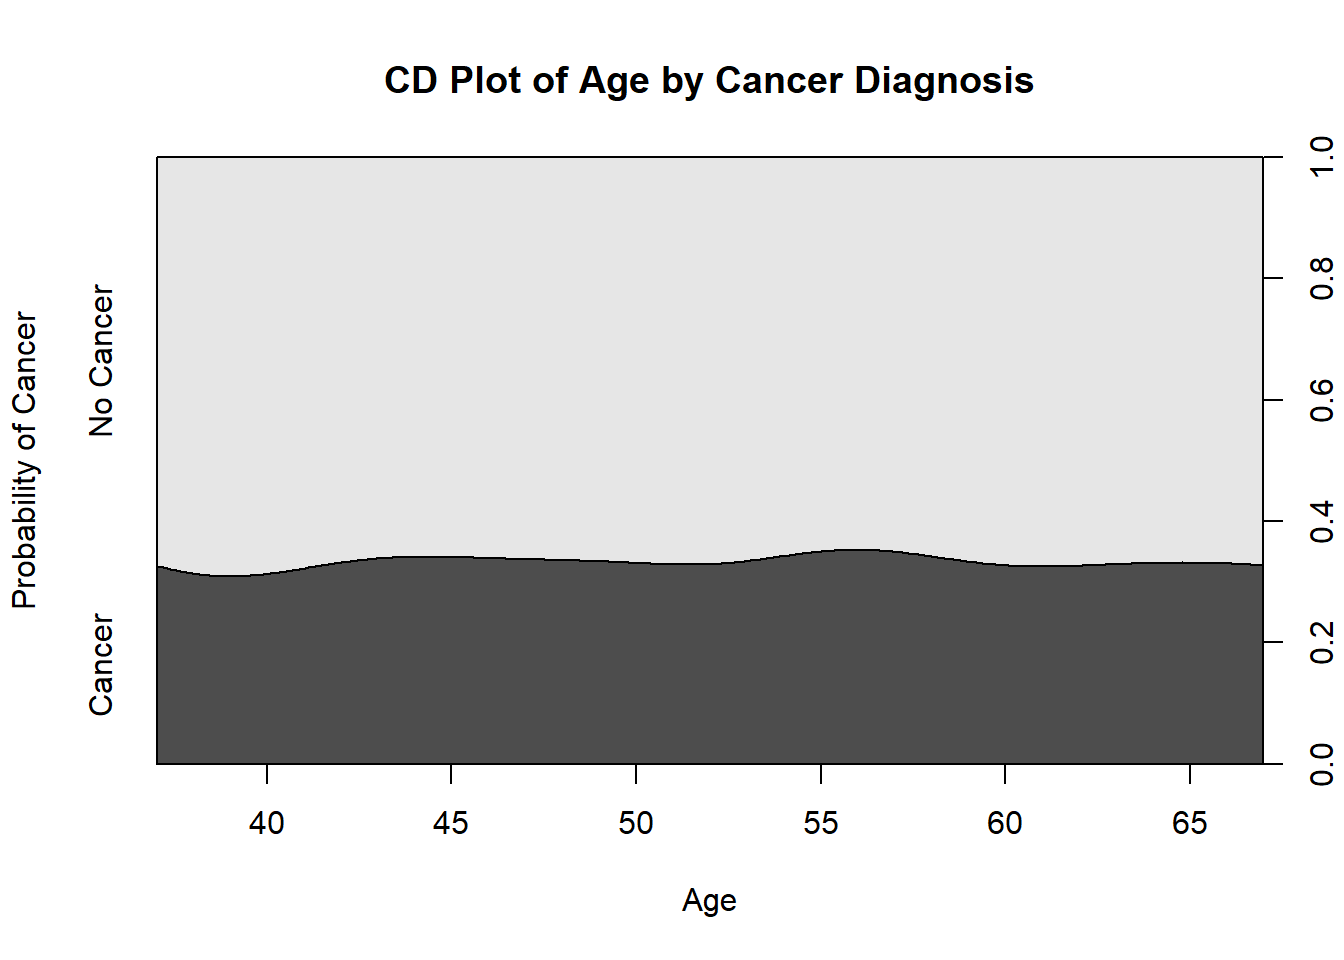 CD Plot of Age by Cancer Diagnosis
Probability of Cancer
No Cancer
Cancer
1.0
0.8
0.6
0.4
0.2
0.0
40 45 50 55 60 65
Age